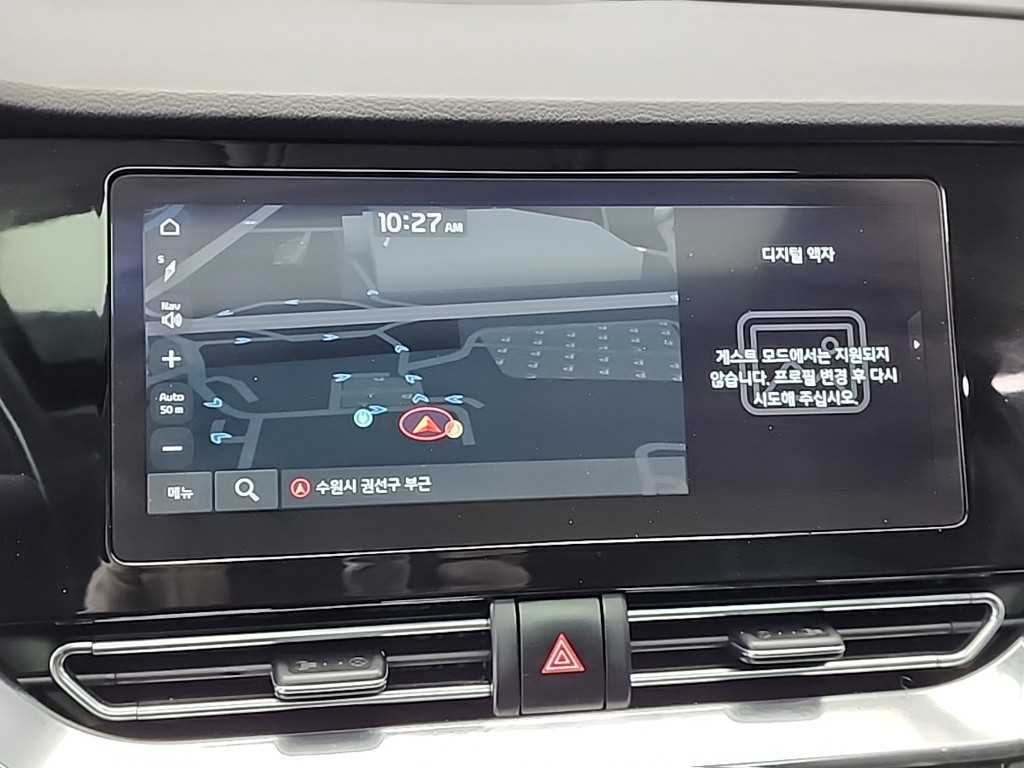 10:27 AM
S
Nav
+
Auto
50 m
메뉴
수원시 권선구 부근
디지털 액자
게스트 모드에서는 지원되지
않습니다. 프로필 변경 후 다시
시도해 주십시오.